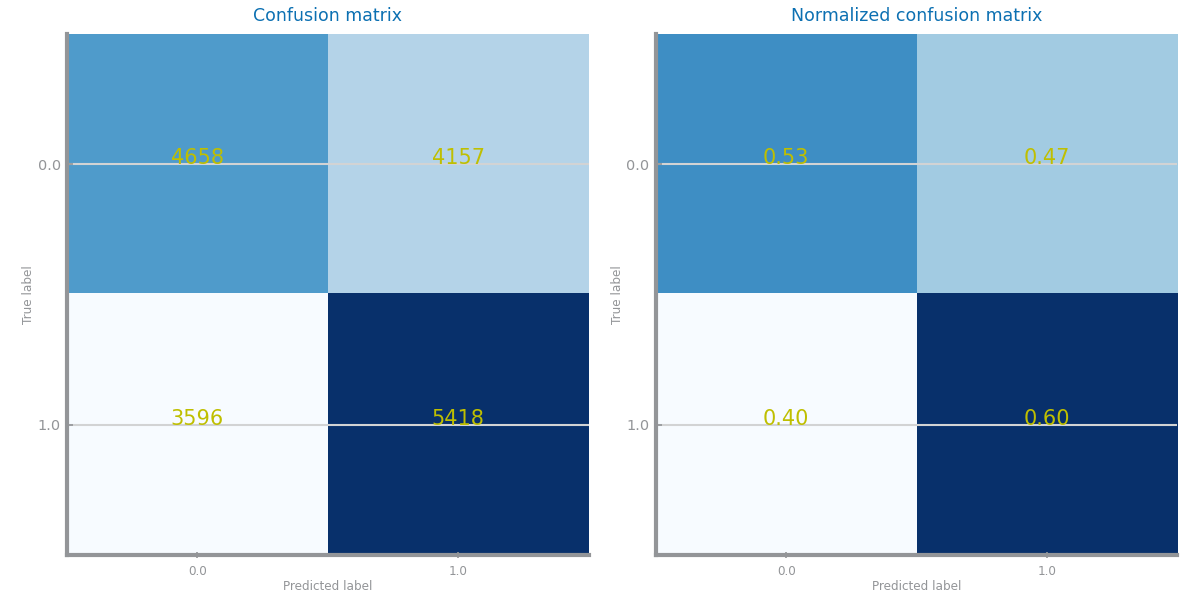 Confusion matrix
4658 4157
0.0
True label
3596 5418
1.0
0.0 1.0
Predicted label
Normalized confusion matrix
0.53 0.47
0.0
True label
0.40 0.60
1.0
0.0 1.0
Predicted label